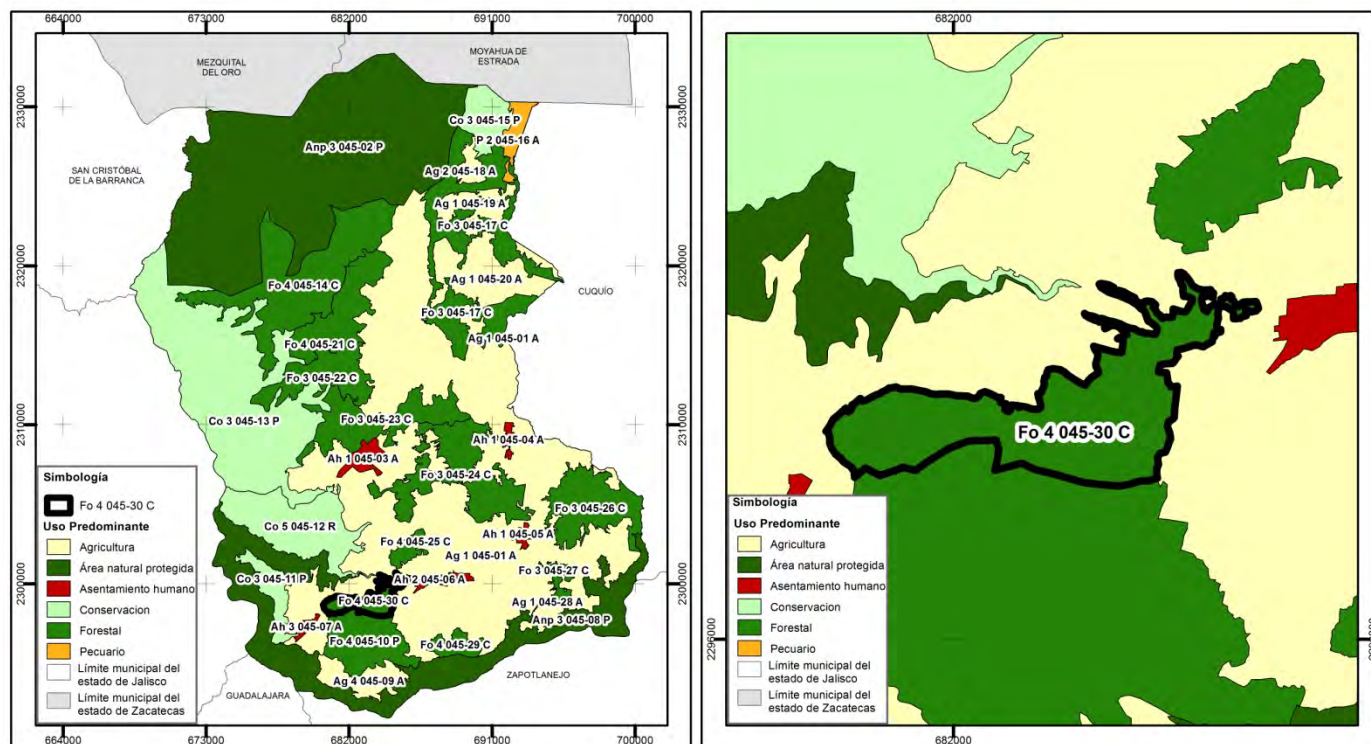 664000 673000 682000 691000 700000
MEZQUITAL
DEL ORO
MOYAHUA DE
ESTRADA
2330000
2330000
Co 3 045-15 P
P 2 045-16 A
Anp 3 045-02 P
SAN CRISTÓBAL
DE LA BARRANCA
Ag 2 045-18 A
Ag 1 045-19 A
Fo 3 045-17 C
2320000
2320000
Fo 4 045-14 C
Ag 1 045-20 A
CUQUÍO
Fo 3 045-17 C
Fo 4 045-21 C
Ag 1 045-01 A
Fo 3 045-22 C
Co 3 045-13 P
Fo 3 045-23 C
2310000
2310000
Ah 1 045-04 A
Ah 1 045-03 A
Fo 3 045-24 C
Fo 3 045-26 C
Co 5 045-12 R
Ah 1 045-05 A
Fo 4 045-25 C
Ag 1 045-01 A
Fo 3 045-27 C
2300000
2300000
Co 3 045-11 P
Ah 2 045-06 A
Fo 4 045-30 C
Ag 1 045-28 A
Anp 3 045-08 P
Ah 3 045-07 A
Fo 4 045-10 P
Fo 4 045-29 C
ZAPOTLANEJO
Ag 4 045-09 A
GUADALAJARA
Simbología
Fo 4 045-30 C
Uso Predominante
Agricultura
Área natural protegida
Asentamiento humano
Conservacion
Forestal
Pecuario
Límite municipal del
estado de Jalisco
Límite municipal del
estado de Zacatecas
664000 673000 682000 691000 700000
682000
Fo 4 045-30 C
Simbología
Uso Predominante
Agricultura
Área natural protegida
Asentamiento humano
Conservacion
Forestal
Pecuario
Límite municipal del
estado de Jalisco
Límite municipal del
estado de Zacatecas
682000